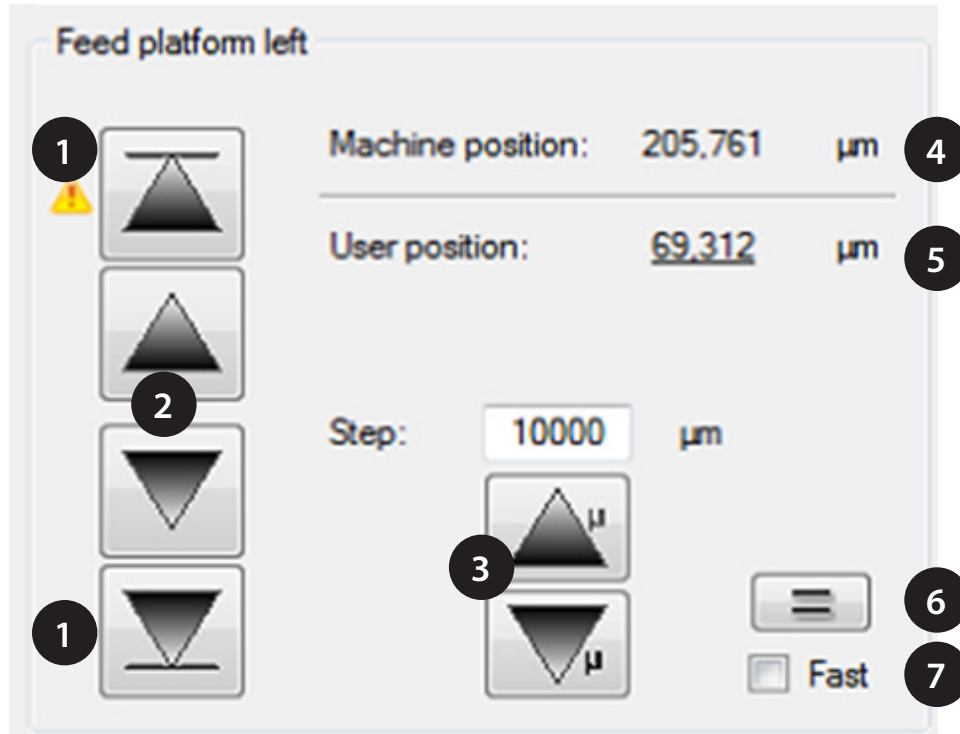 Feed platform left
1
Machine position: 205,761 µm 4
User position: 69,312 µm 5
2
Step: 10000 µm
µ
3
6
1
µ
Fast 7